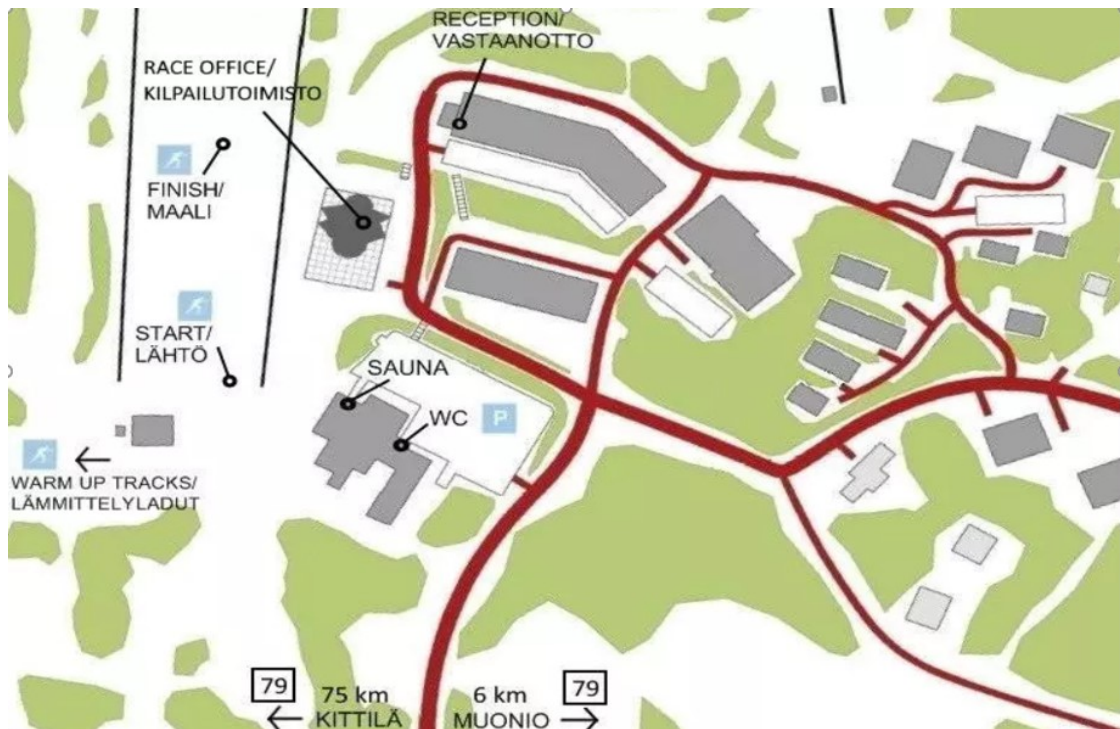 RECEPTION/
VASTAANOTTO
RACE OFFICE/
KILPAILUTOIMISTO
FINISH/
MAALI
START/
LÄHTÖ
SAUNA
WC
P
WARM UP TRACKS/
LÄMMITTELYLADUT
79
75 km
KITTILÄ
6 km
MUONIO
79